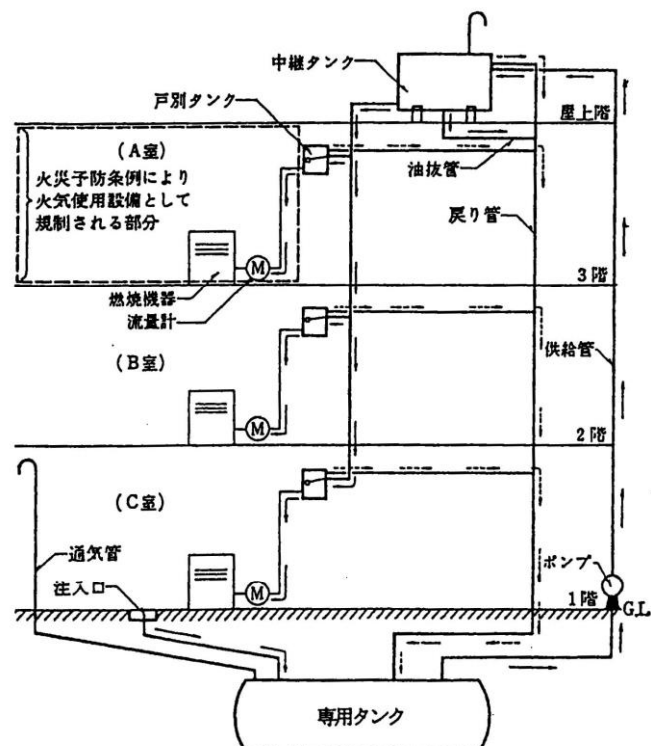 中継タンク
戸別タンク
屋上階
(A室)
油抜管
火災予防条例により
火気使用設備として
規制される部分
戻り管
M
3階
燃焼機器
流量計
(B室)
供給管
M
2階
(C室)
通気管
ポンプ
注入口
M
1階
G.L
専用タンク